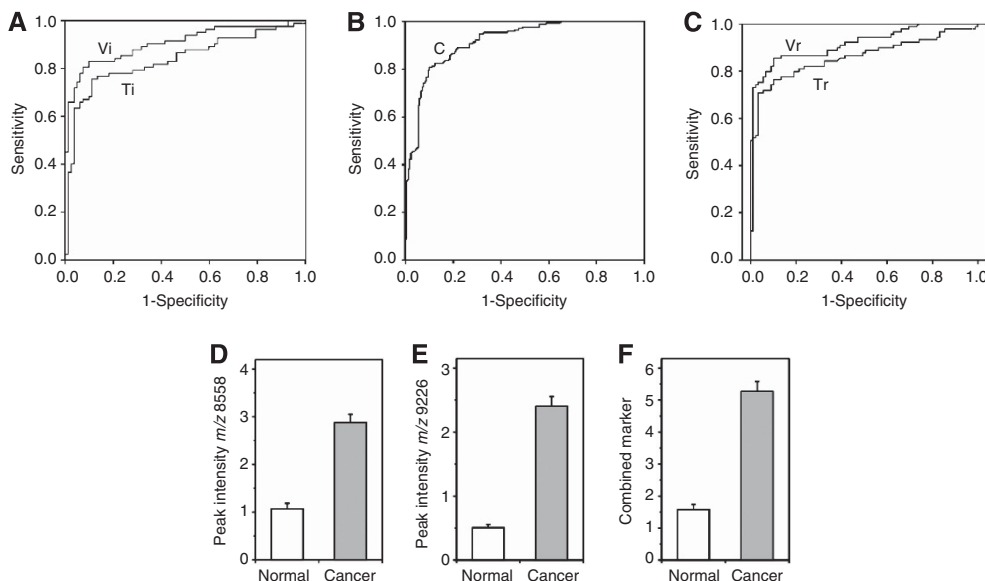 A
B
C
1.0
0.8
0.6
0.4
0.2
0.0
Sensitivity
Vi
Ti
0.0 0.2 0.4 0.6 0.8 1.0
1-Specificity
1.0
0.8
0.6
0.4
0.2
0.0
Sensitivity
C
0.0 0.2 0.4 0.6 0.8 1.0
1-Specificity
1.0
0.8
0.6
0.4
0.2
0.0
Sensitivity
Vr
Tr
0.0 0.2 0.4 0.6 0.8 1.0
1-Specificity
D
4
3
2
1
0
Peak intensity m/z 8558
Normal Cancer
E
3
2
1
0
Peak intensity m/z 9226
Normal Cancer
F
6
5
4
3
2
1
0
Combined marker
Normal Cancer